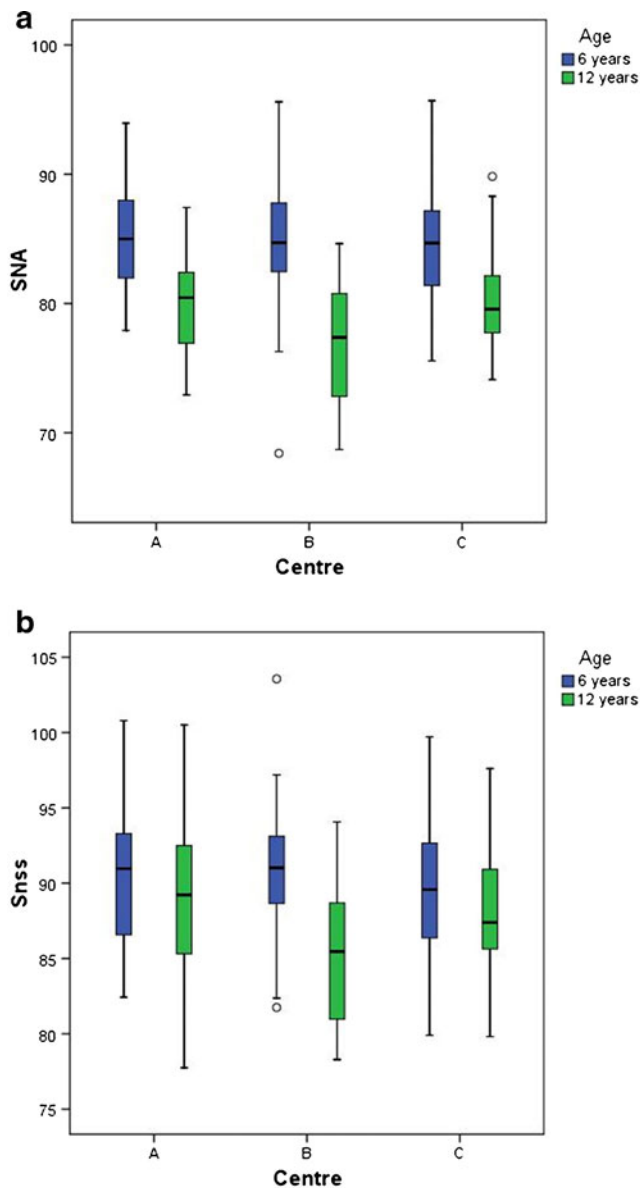 a
Age
6 years
12 years
100
90
80
70
SNA
A B C
Centre
b
Age
6 years
12 years
105
100
95
90
85
80
75
Snss
A B C
Centre